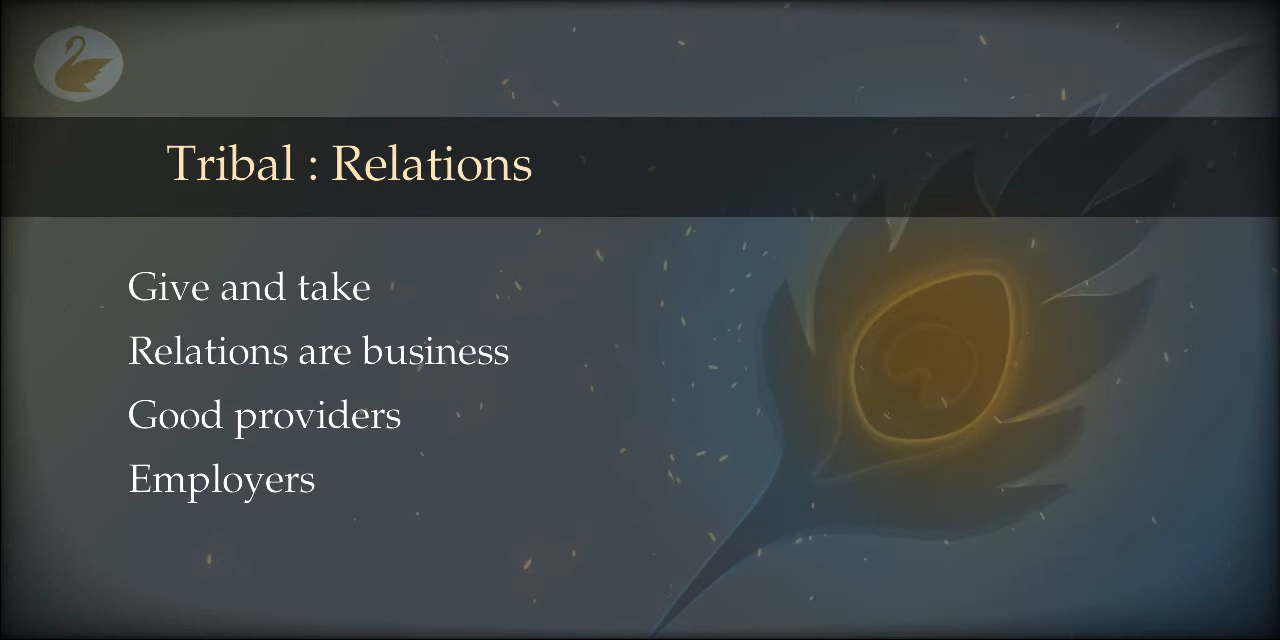 Tribal : Relations
Give and take
Relations are business
Good providers
Employers